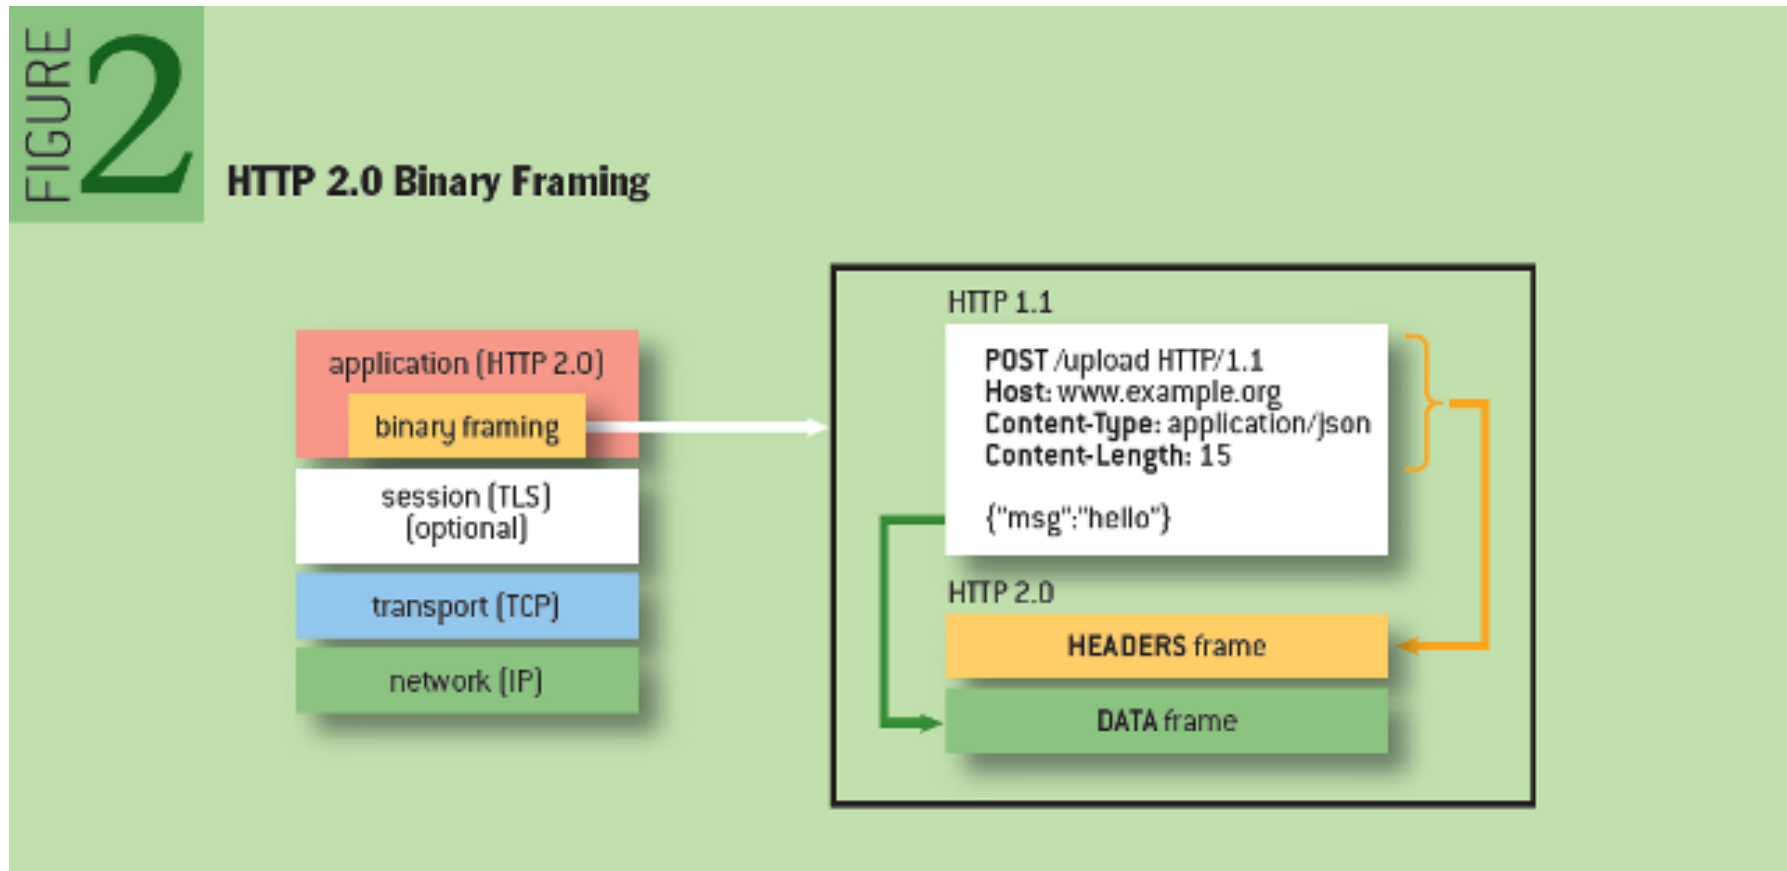 FIGURE
2
HTTP 2.0 Binary Framing
application (HTTP 2.0)
binary framing
session (TLS)
(optional)
transport (TCP)
network (IP)
HTTP 1.1
POST /upload HTTP/1.1
Host: www.example.org
Content-Type: application/json
Content-Length: 15
{"msg":"hello"}
HTTP 2.0
HEADERS frame
DATA frame